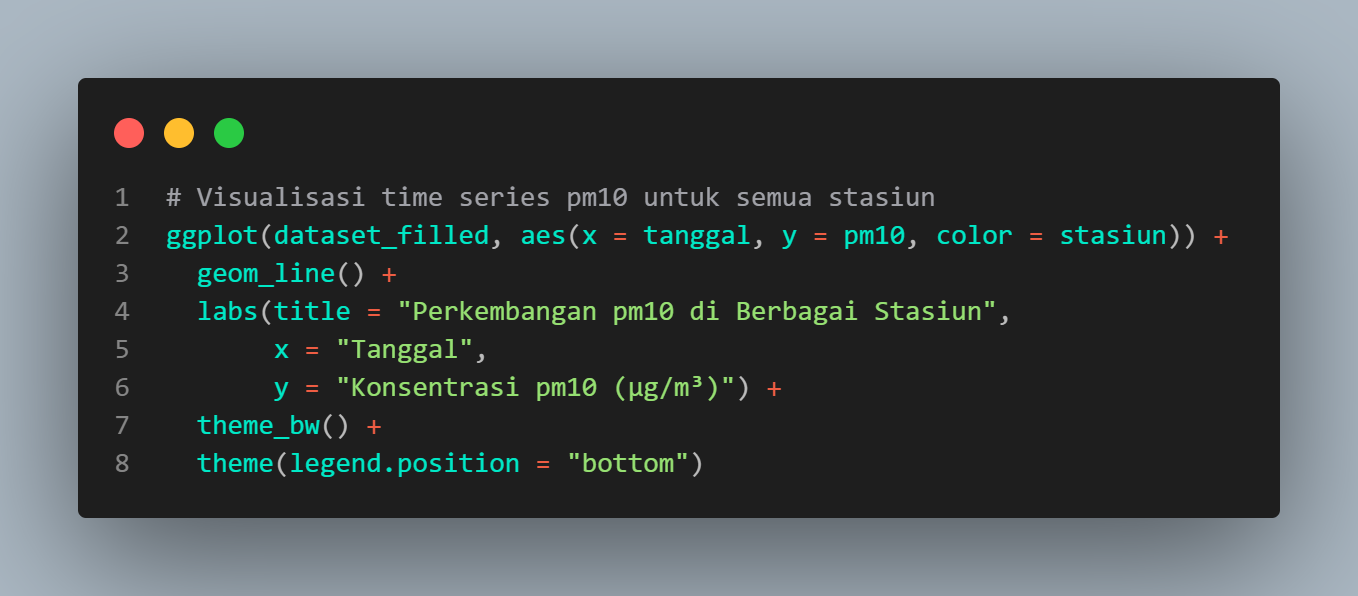 1 # Visualisasi time series pm10 untuk semua stasiun
2 ggplot(dataset_filled, aes(x = tanggal, y = pm10, color = stasiun)) +
3   geom_line() +
4   labs(title = "Perkembangan pm10 di Berbagai Stasiun",
5        x = "Tanggal",
6        y = "Konsentrasi pm10 (µg/m³)") +
7   theme_bw() +
8   theme(legend.position = "bottom")